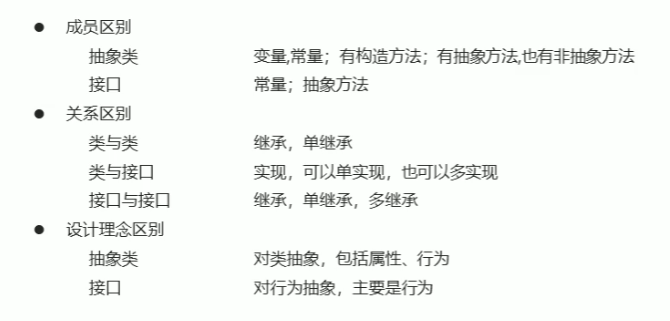 ● 成员区别
抽象类 变量,常量；有构造方法；有抽象方法,也有非抽象方法
接口 常量；抽象方法
● 关系区别
类与类 继承，单继承
类与接口 实现，可以单实现，也可以多实现
接口与接口 继承，单继承，多继承
● 设计理念区别
抽象类 对类抽象，包括属性、行为
接口 对行为抽象，主要是行为